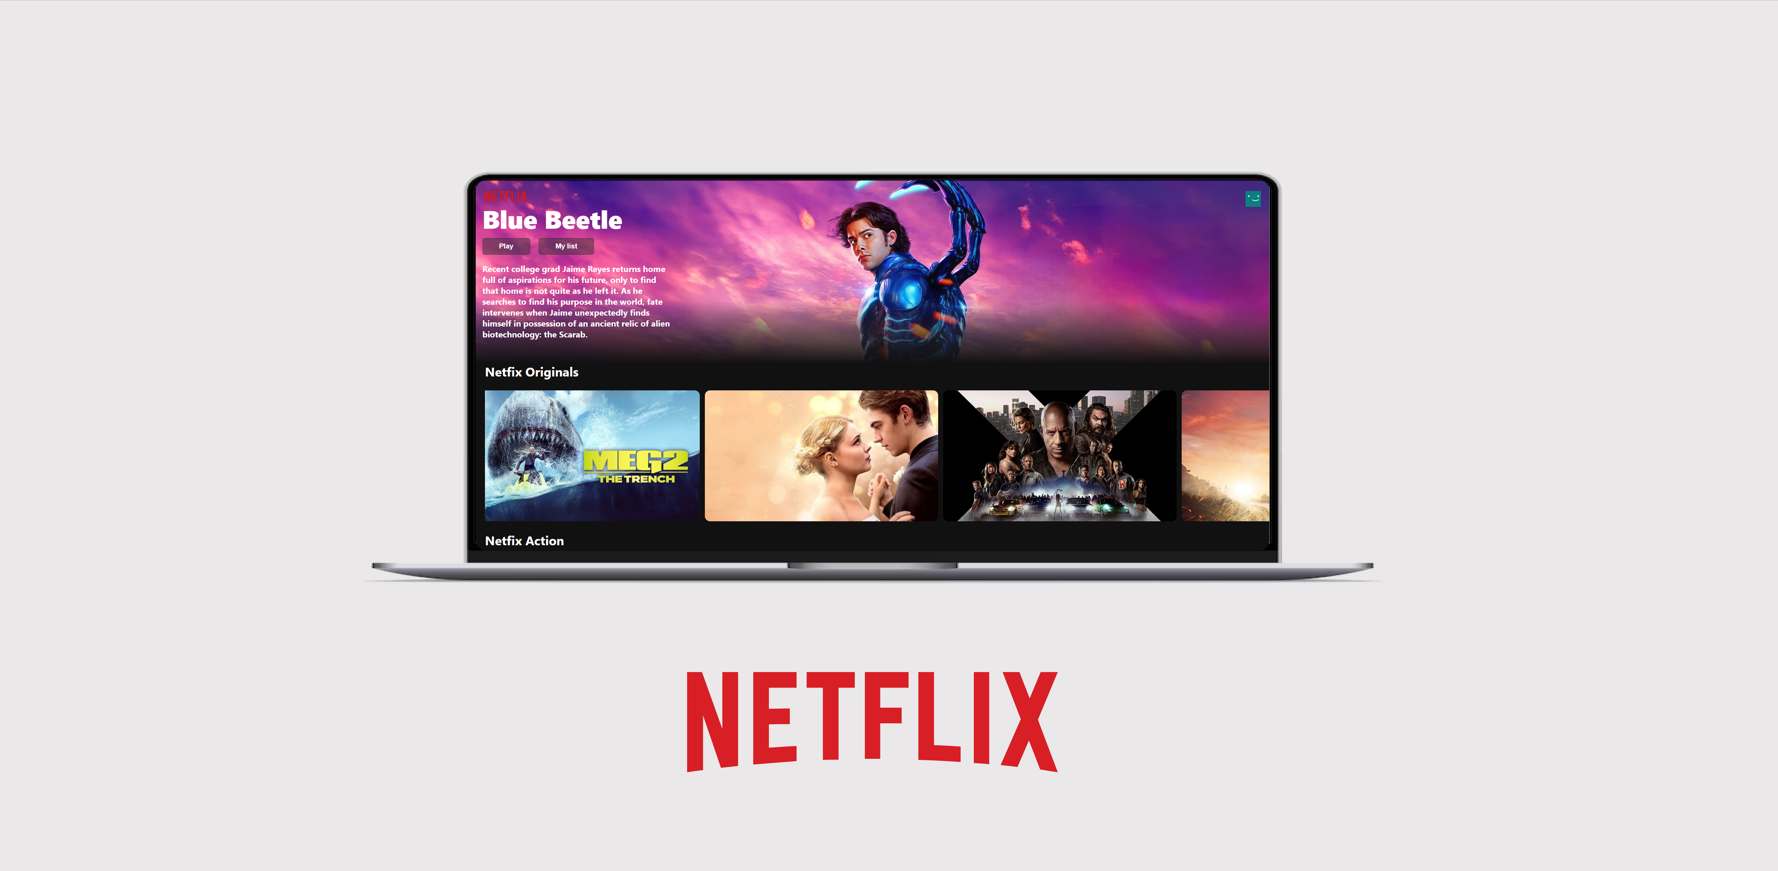 NETFLIX
Blue Beetle
Play My list
Recent college grad Jaime Reyes returns home
full of aspirations for his future, only to find
that home is not quite as he left it. As he
searches to find his purpose in the world, fate
intervenes when Jaime unexpectedly finds
himself in possession of an ancient relic of alien
biotechnology: the Scarab.
Netfix Originals
MEG2
THE TRENCH
Netfix Action
NETFLIX